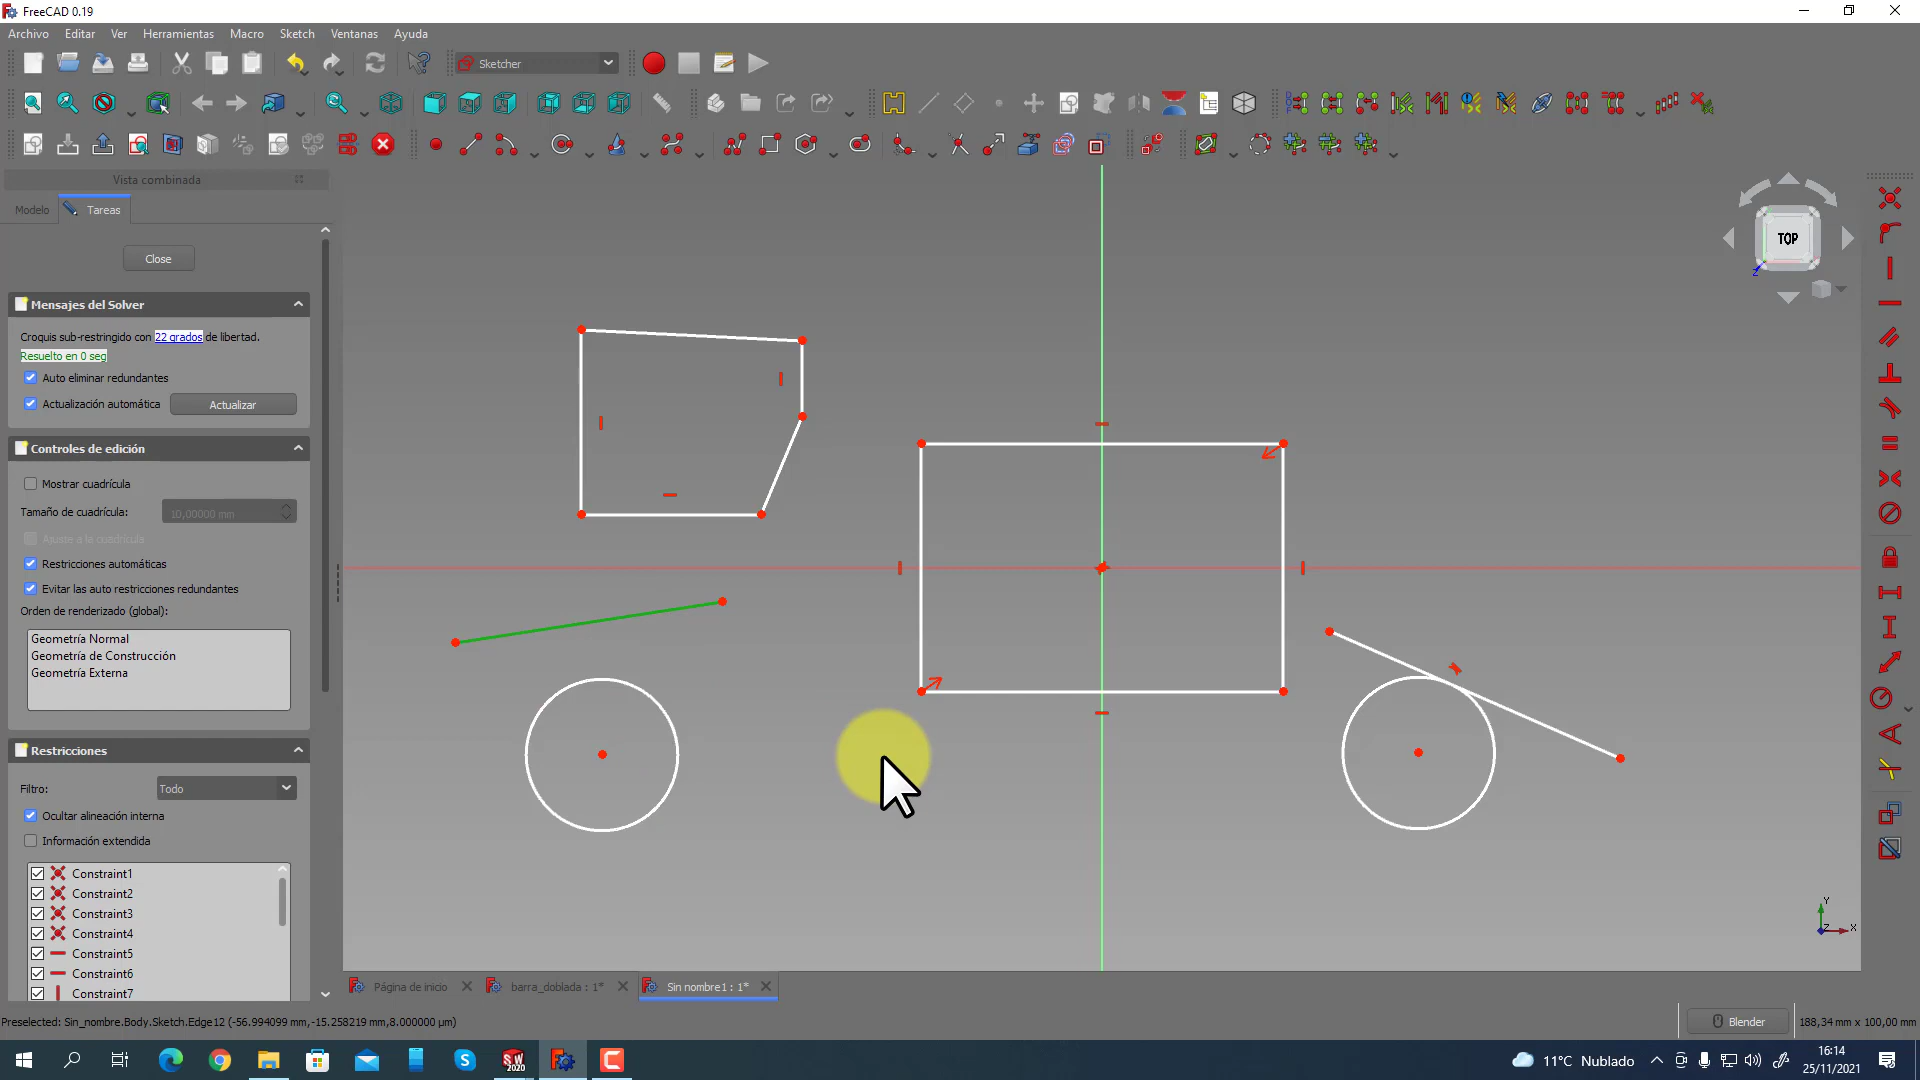 FreeCAD 0.19
Archivo Editar Ver Herramientas Macro Sketch Ventanas Ayuda
Sketcher
Vista combinada
Modelo Tareas
Close
Mensajes del Solver
Croquis sub-restringido con 22 grados de libertad.
Resuelto en 0 seg
Auto eliminar redundantes
Actualización automática Actualizar
Controles de edición
Mostrar cuadrícula
Tamaño de cuadrícula: 10,00000 mm
Ajuste a la cuadrícula
Restricciones automáticas
Evitar las auto restricciones redundantes
Orden de renderizado (global):
Geometría Normal
Geometría de Construcción
Geometría Externa
Restricciones
Filtro: Todo
Ocultar alineación interna
Información extendida
Constraint1
Constraint2
Constraint3
Constraint4
Constraint5
Constraint6
Constraint7
TOP
Z
Y
Z X
Página de inicio barra_doblada : 1* Sin nombre1 : 1*
Preselected: Sin_nombre.Body.Sketch.Edge12 (-56.994099 mm,-15.258219 mm,8.000000 µm)
Blender 188,34 mm x 100,00 mm
SW 2020
11°C Nublado
16:14
25/11/2021